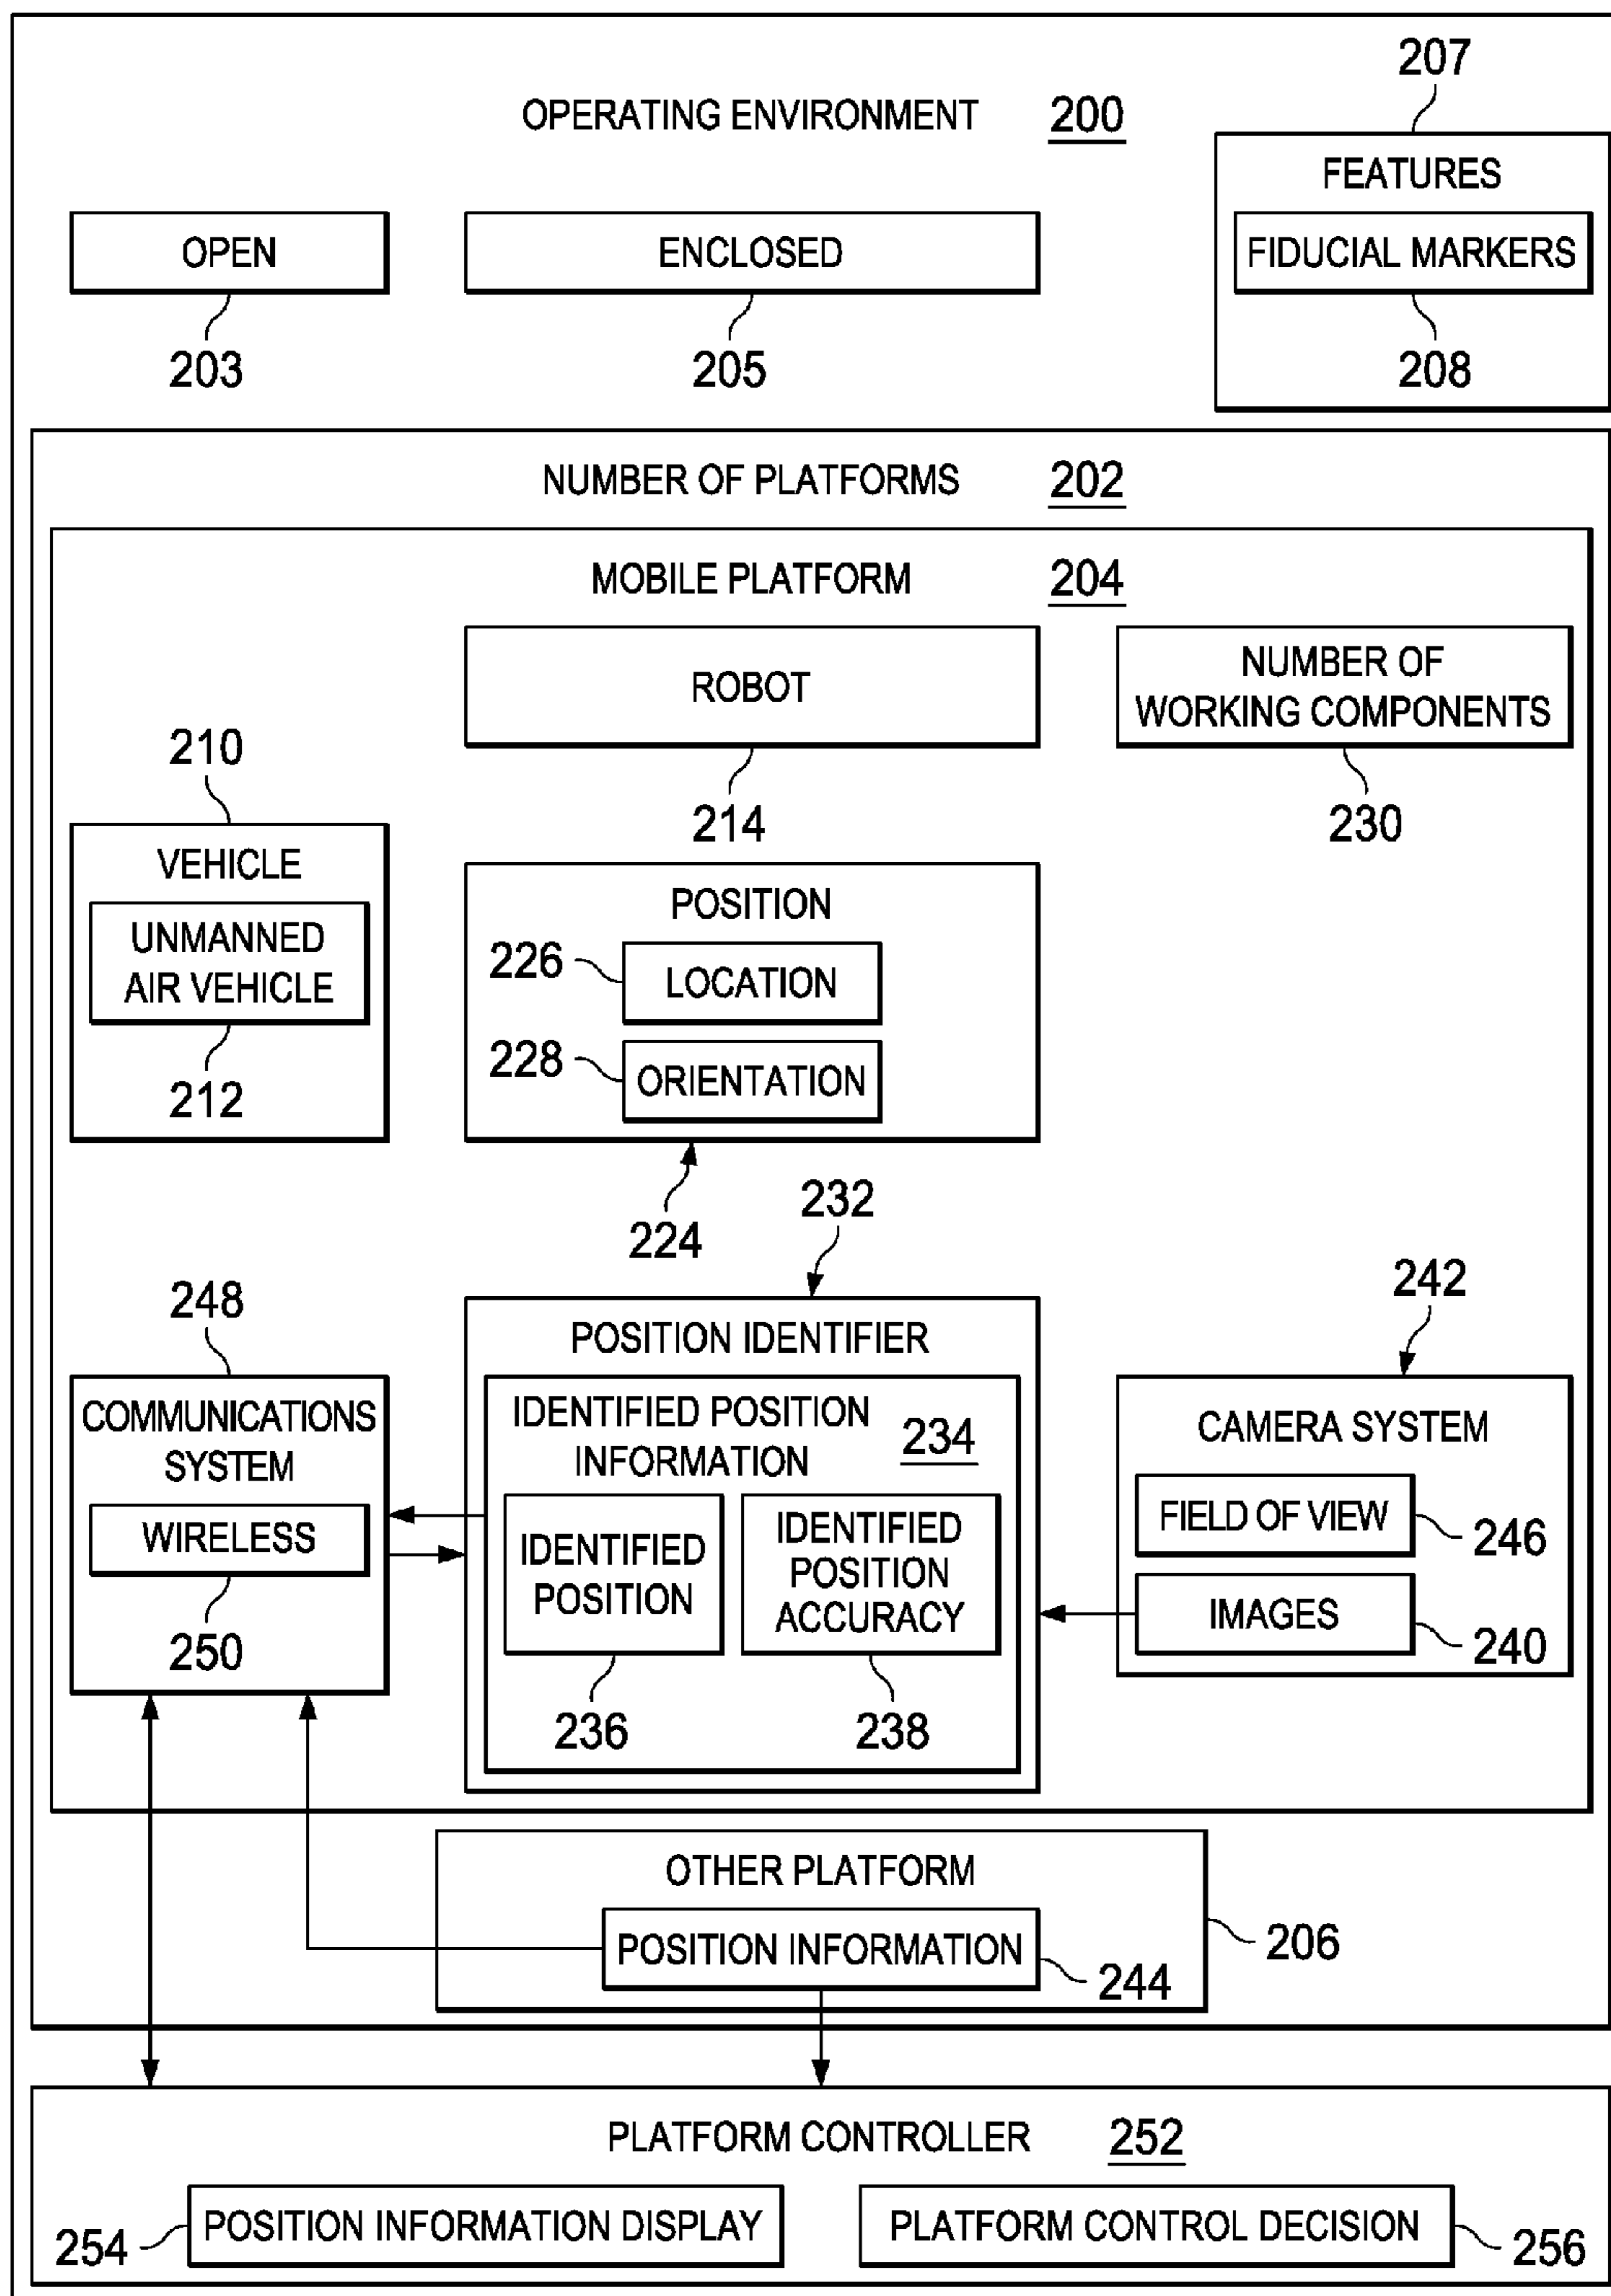 207
OPERATING ENVIRONMENT 200
FEATURES
OPEN
ENCLOSED
FIDUCIAL MARKERS
203
205
208
NUMBER OF PLATFORMS 202
MOBILE PLATFORM 204
ROBOT
NUMBER OF
WORKING COMPONENTS
210
214
230
VEHICLE
UNMANNED
AIR VEHICLE
212
POSITION
226
LOCATION
228
ORIENTATION
224
232
248
242
COMMUNICATIONS
SYSTEM
WIRELESS
250
POSITION IDENTIFIER
IDENTIFIED POSITION
INFORMATION
234
IDENTIFIED
POSITION
IDENTIFIED
POSITION
ACCURACY
236
238
CAMERA SYSTEM
FIELD OF VIEW
246
IMAGES
240
OTHER PLATFORM
206
POSITION INFORMATION
244
PLATFORM CONTROLLER 252
254
POSITION INFORMATION DISPLAY
PLATFORM CONTROL DECISION
256